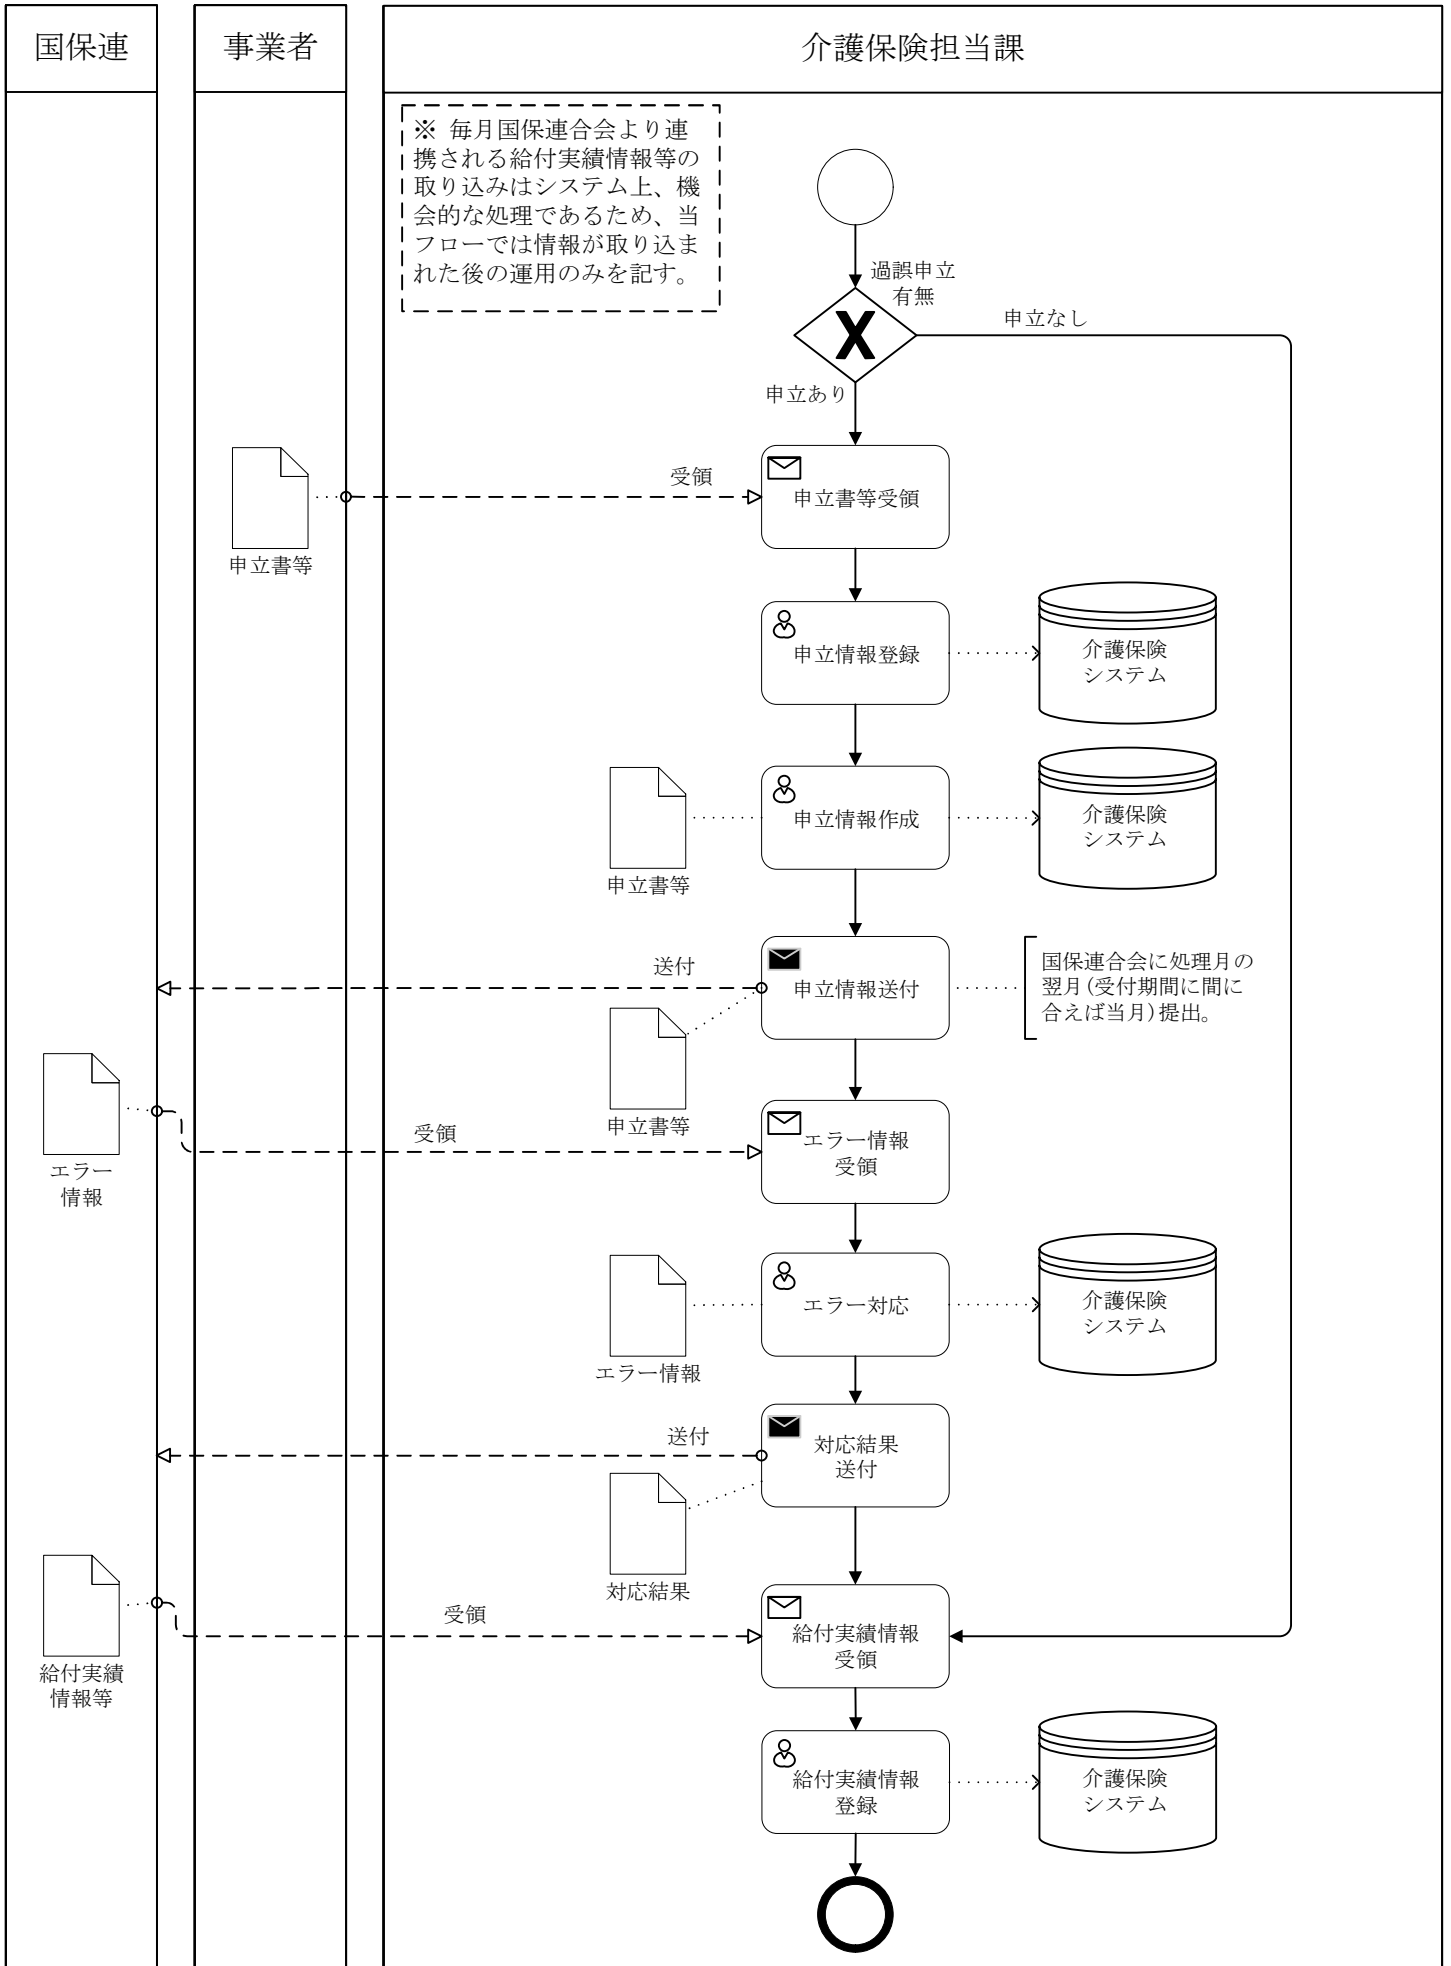 国保連
事業者
介護保険担当課
※ 毎月国保連合会より連
携される給付実績情報等の
取り込みはシステム上、機
会的な処理であるため、当
フローでは情報が取り込ま
れた後の運用のみを記す。
過誤申立
有無
申立なし
申立あり
受領
申立書等受領
申立書等
申立情報登録
介護保険
システム
申立情報作成
介護保険
システム
申立書等
送付
申立情報送付
国保連合会に処理月の
翌月(受付期間に間に
合えば当月)提出。
申立書等
エラー
情報
受領
エラー情報
受領
エラー対応
介護保険
システム
エラー情報
送付
対応結果
送付
対応結果
給付実績
情報等
受領
給付実績情報
受領
給付実績情報
登録
介護保険
システム